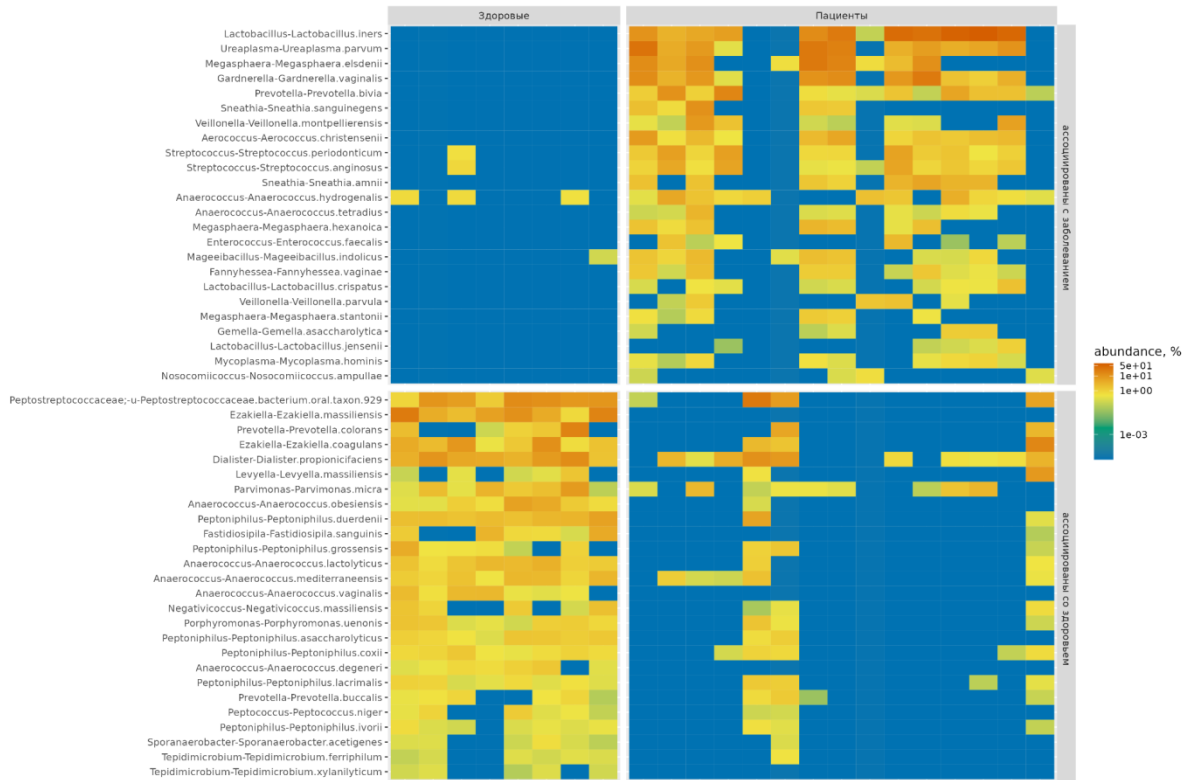 Здоровые
Пациенты
Lactobacillus-Lactobacillus.iners
Ureaplasma-Ureaplasma.parvum
Megasphaera-Megasphaera.elsdenii
Gardnerella-Gardnerella.vaginalis
Prevotella-Prevotella.bivia
Sneathia-Sneathia.sanguinegens
Veillonella-Veillonella.montpellierensis
Aerococcus-Aerococcus.christensenii
Streptococcus-Streptococcus.periodonticum
Streptococcus-Streptococcus.anginosus
Sneathia-Sneathia.amnii
Anaerococcus-Anaerococcus.hydrogenalis
Anaerococcus-Anaerococcus.tetradius
Megasphaera-Megasphaera.hexanoica
Enterococcus-Enterococcus.faecalis
Mageeibacillus-Mageeibacillus.indolicus
Fannyhessea-Fannyhessea.vaginae
Lactobacillus-Lactobacillus.crispatus
Veillonella-Veillonella.parvula
Megasphaera-Megasphaera.stantonii
Gemella-Gemella.asaccharolytica
Lactobacillus-Lactobacillus.jensenii
Mycoplasma-Mycoplasma.hominis
Nosocomiicoccus-Nosocomiicoccus.ampullae
ассоциированы с заболеванием
Peptostreptococcaceae;-u-Peptostreptococcaceae.bacterium.oral.taxon.929
Ezakiella-Ezakiella.massiliensis
Prevotella-Prevotella.colorans
Ezakiella-Ezakiella.coagulans
Dialister-Dialister.propionicifaciens
Levyella-Levyella.massiliensis
Parvimonas-Parvimonas.micra
Anaerococcus-Anaerococcus.obesiensis
Peptoniphilus-Peptoniphilus.duerdenii
Fastidiosipila-Fastidiosipila.sanguinis
Peptoniphilus-Peptoniphilus.grossensis
Anaerococcus-Anaerococcus.lactolyticus
Anaerococcus-Anaerococcus.mediterraneensis
Anaerococcus-Anaerococcus.vaginalis
Negativicoccus-Negativicoccus.massiliensis
Porphyromonas-Porphyromonas.uenonis
Peptoniphilus-Peptoniphilus.asaccharolyticus
Peptoniphilus-Peptoniphilus.coxii
Anaerococcus-Anaerococcus.degeneri
Peptoniphilus-Peptoniphilus.lacrimalis
Prevotella-Prevotella.buccalis
Peptococcus-Peptococcus.niger
Peptoniphilus-Peptoniphilus.ivorii
Sporanaerobacter-Sporanaerobacter.acetigenes
Tepidimicrobium-Tepidimicrobium.ferriphilum
Tepidimicrobium-Tepidimicrobium.xylanilyticum
ассоциированы со здоровьем
abundance, %
5e+01
1e+01
1e+00
1e-03